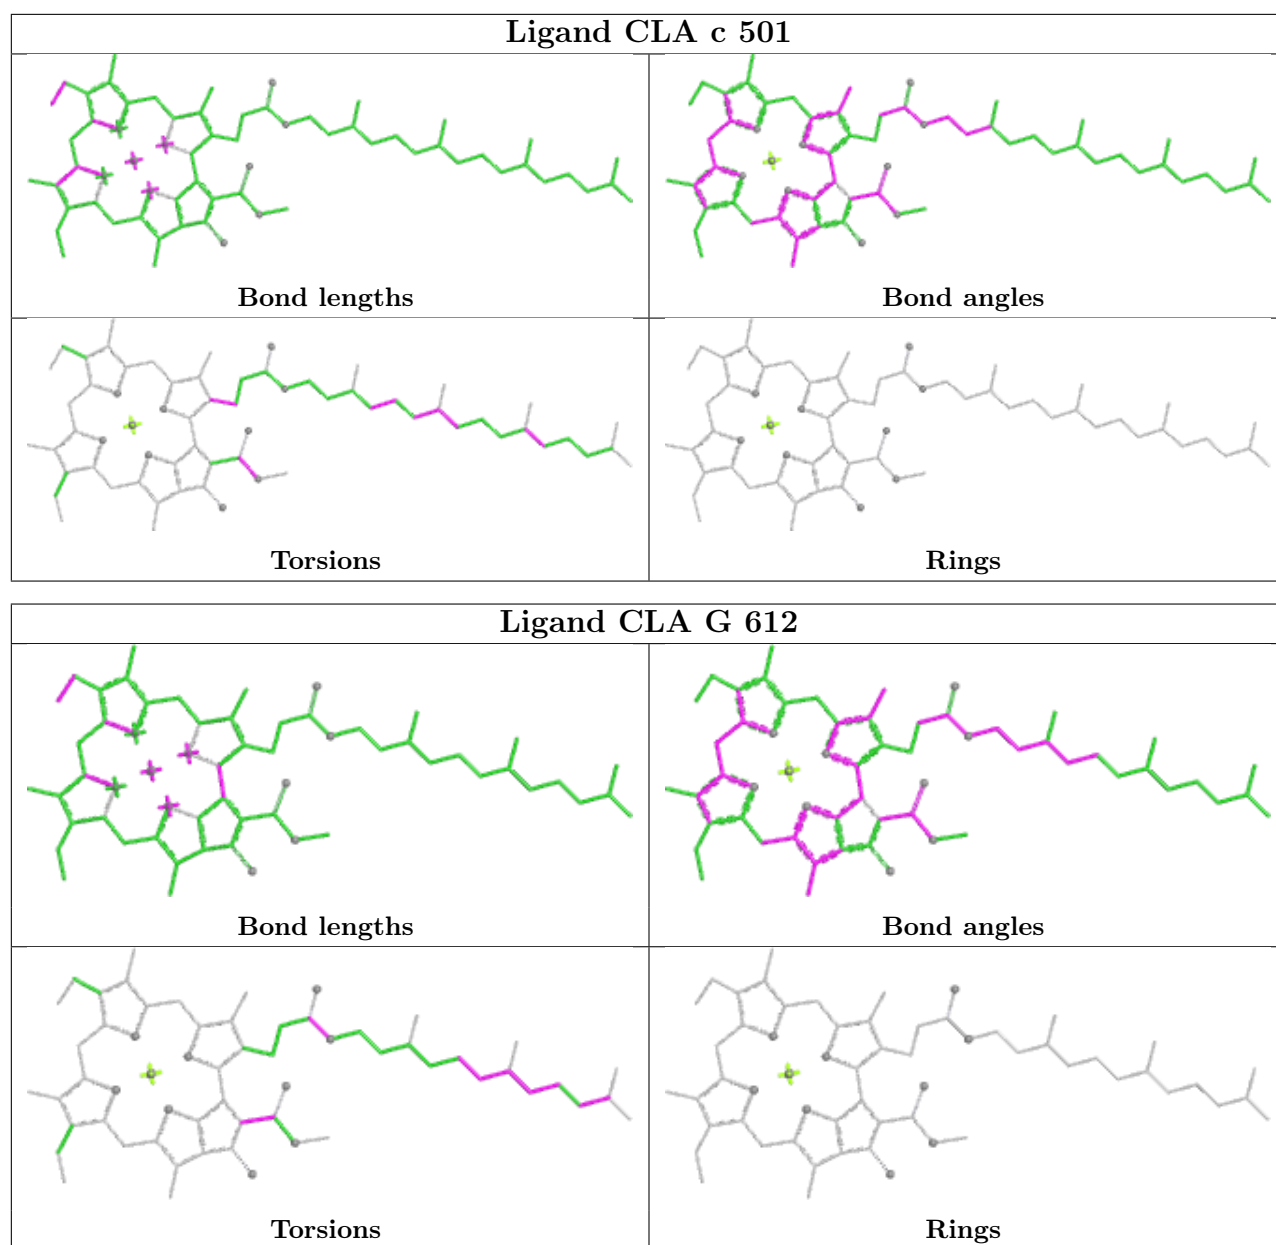 Ligand CLA c 501
Bond lengths
Bond angles
Torsions
Rings
Ligand CLA G 612
Bond lengths
Bond angles
Torsions
Rings